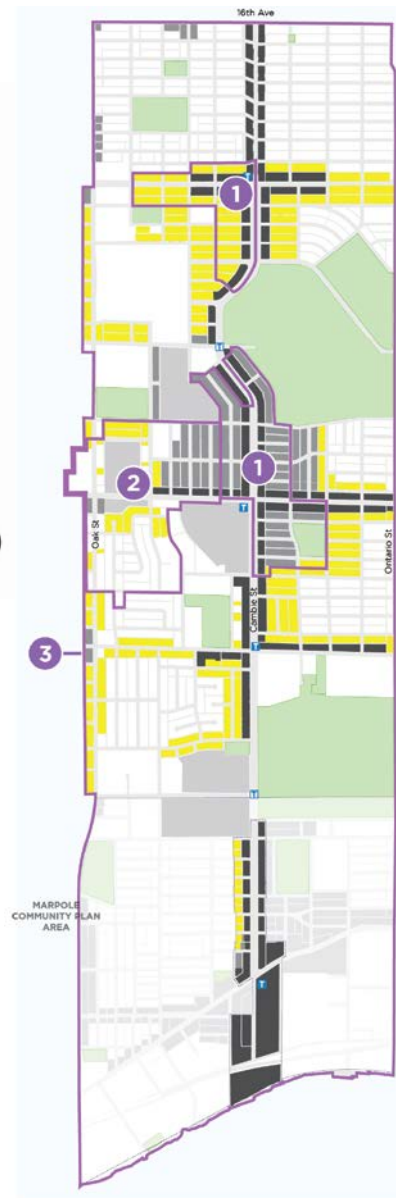 16th Ave
T
1
T
1
2
T
Oak St
Ontario St
Cambie St
3
T
T
MARPOLE
COMMUNITY PLAN
AREA
T
)